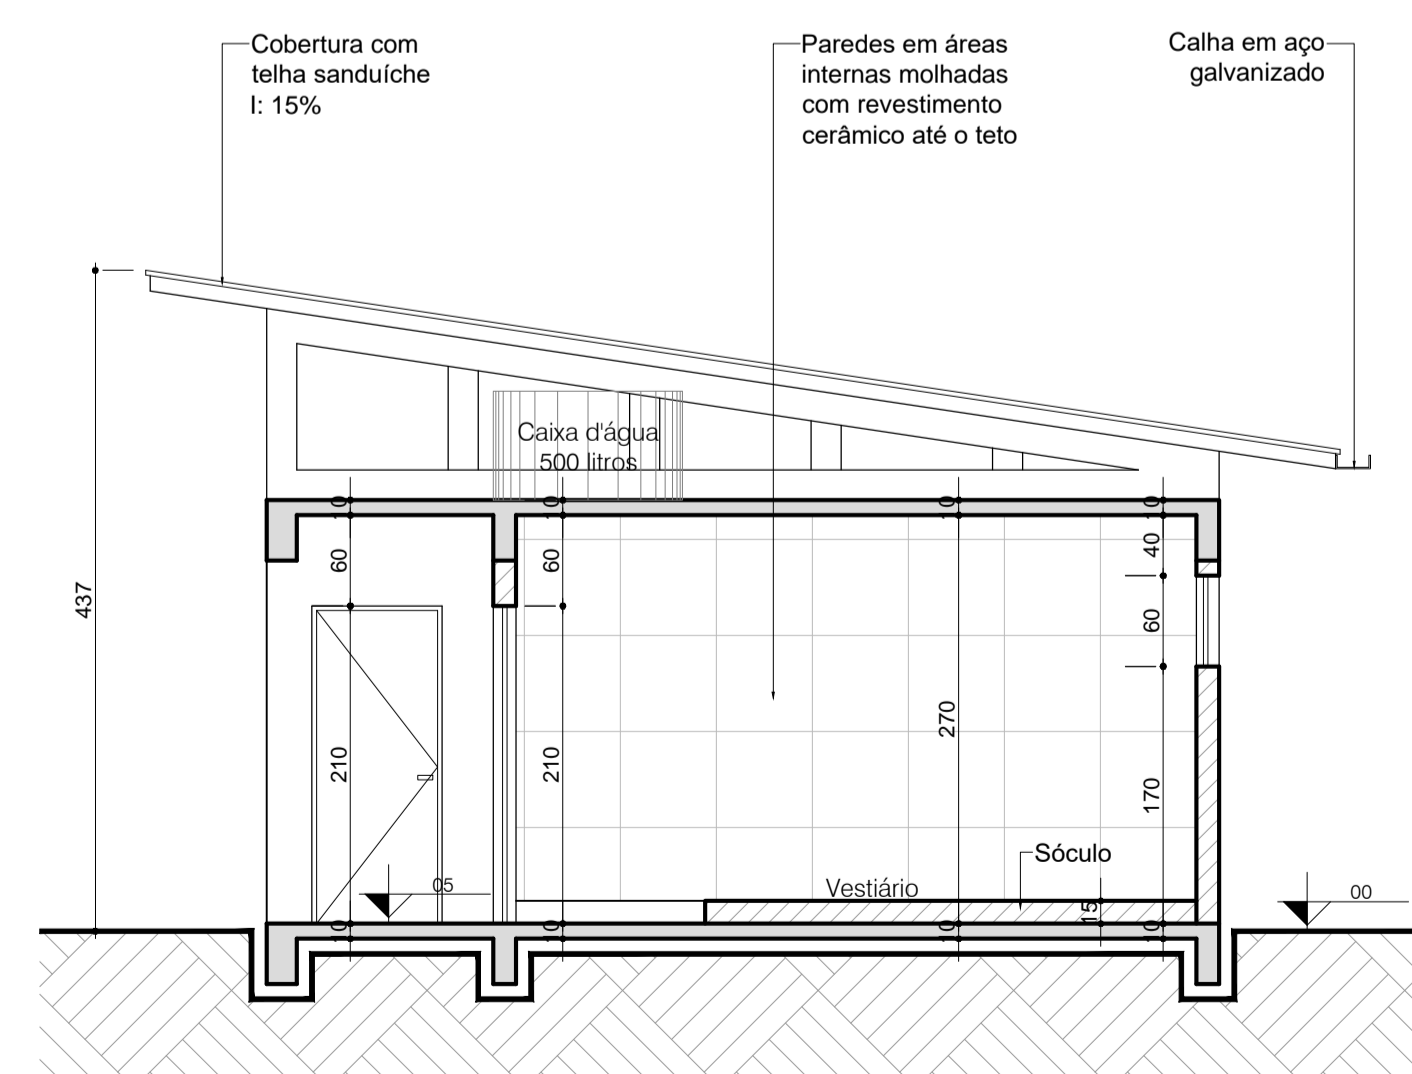 Cobertura com
telha sanduíche
I: 15%
Paredes em áreas
internas molhadas
com revestimento
cerâmico até o teto
Calha em aço
galvanizado
Caixa d'água
500 litros
10
10
10
10
60
60
40
437
60
210
210
270
170
Sóculo
Vestiário
05
15
00
10
10
10
10